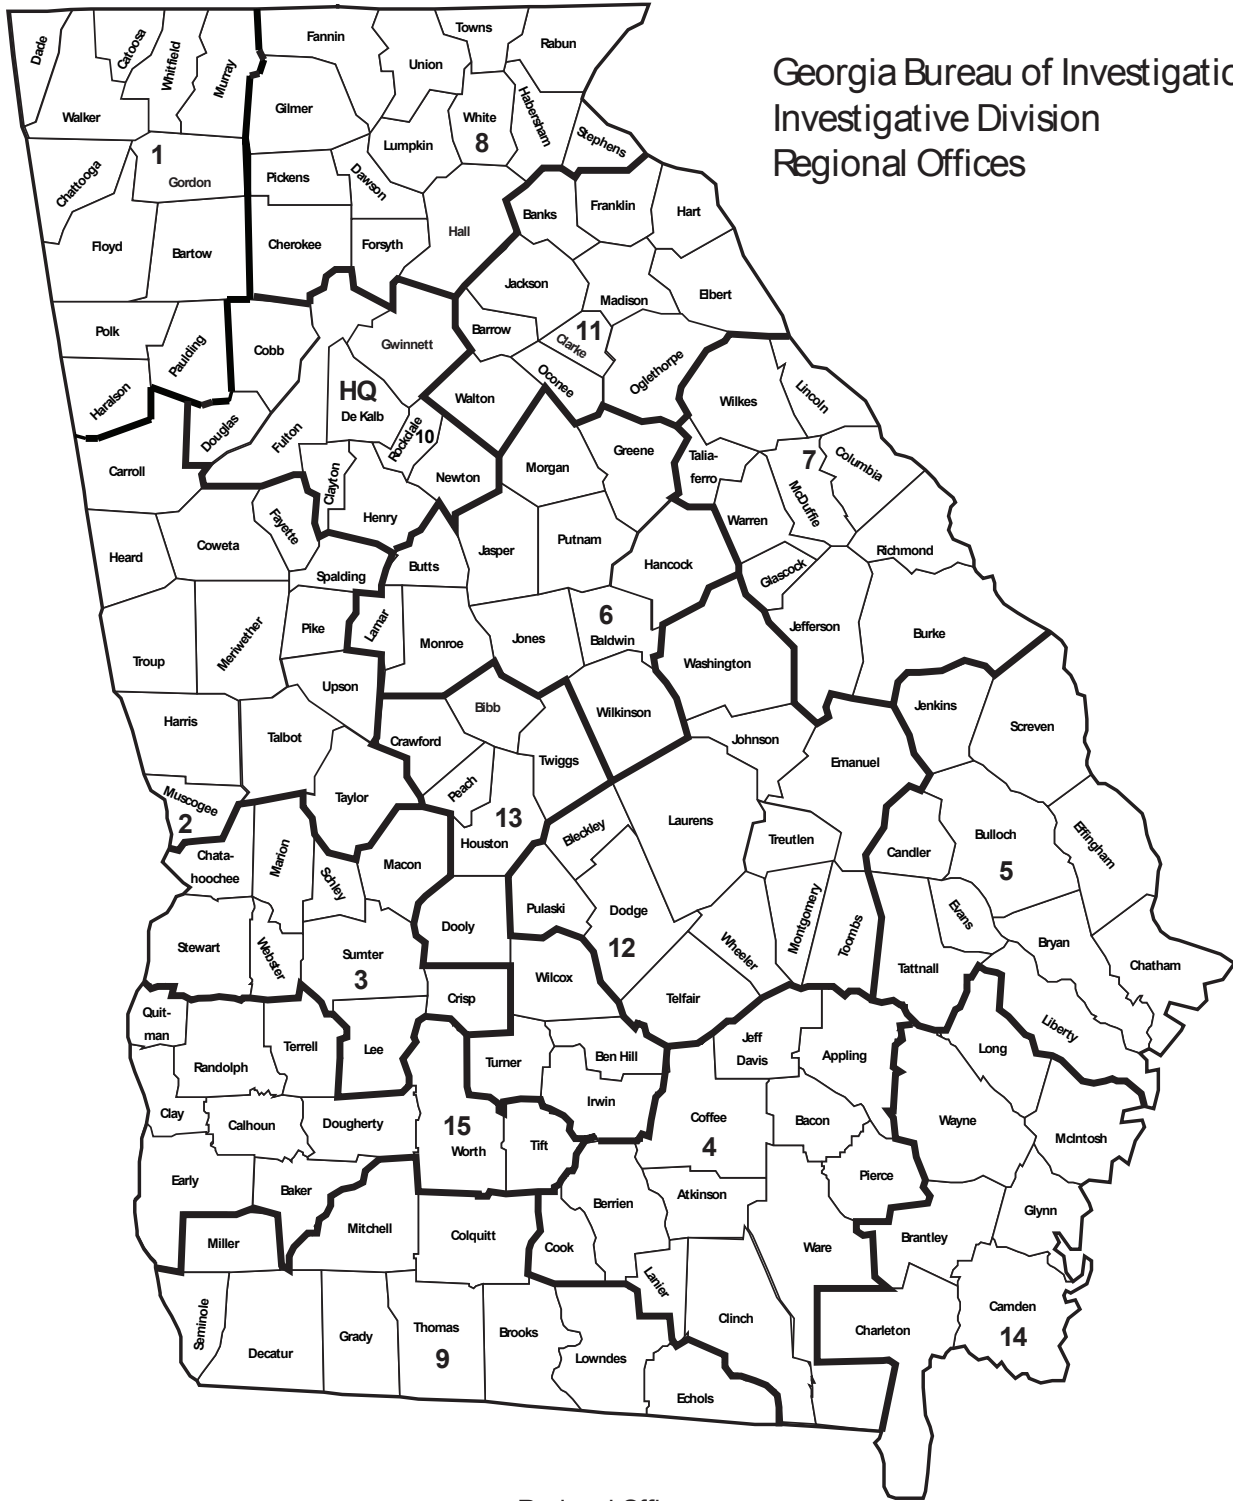 Georgia Bureau of Investigatio
Investigative Division
Regional Offices
Dade
Catoosa
Whitfield
Murray
Fannin
Towns
Rabun
Union
Walker
Gilmer
White
8
Habersham
Stephens
Lumpkin
1
Gordon
Chattooga
Pickens
Dawson
Banks
Franklin
Hart
Floyd
Bartow
Cherokee
Forsyth
Hall
Jackson
Madison
Elbert
Polk
Paulding
Haralson
Cobb
Gwinnett
Barrow
11
Clarke
Oconee
Oglethorpe
HQ
De Kalb
Walton
Wilkes
Lincoln
Douglas
Fulton
Rockdale
10
Carroll
Clayton
Newton
Morgan
Greene
Talia-
ferro
7
Columbia
McDuffie
Warren
Henry
Fayette
Coweta
Heard
Spalding
Butts
Jasper
Putnam
Hancock
Glascock
Richmond
6
Baldwin
Jefferson
Burke
Troup
Meriwether
Pike
Lamar
Monroe
Jones
Washington
Upson
Harris
Talbot
Bibb
Wilkinson
Jenkins
Screven
Crawford
Twiggs
Johnson
Emanuel
Muscogee
2
Taylor
Peach
13
Houston
Laurens
Bleckley
Treutlen
Candler
Bulloch
5
Effingham
Chata-
hoochee
Marion
Schley
Macon
Pulaski
Dodge
12
Montgomery
Toombs
Evans
Bryan
Stewart
Webster
Sumter
3
Dooly
Wheeler
Tattnall
Chatham
Wilcox
Telfair
Crisp
Quit-
man
Liberty
Randolph
Terrell
Lee
Turner
Ben Hill
Jeff
Davis
Appling
Long
Irwin
Clay
Calhoun
Dougherty
15
Worth
Tift
Coffee
4
Bacon
Wayne
McIntosh
Early
Baker
Pierce
Mitchell
Colquitt
Berrien
Atkinson
Glynn
Miller
Cook
Ware
Brantley
Lanier
Seminole
Decatur
Grady
Thomas
9
Brooks
Lowndes
Clinch
Charleton
Camden
14
Echols